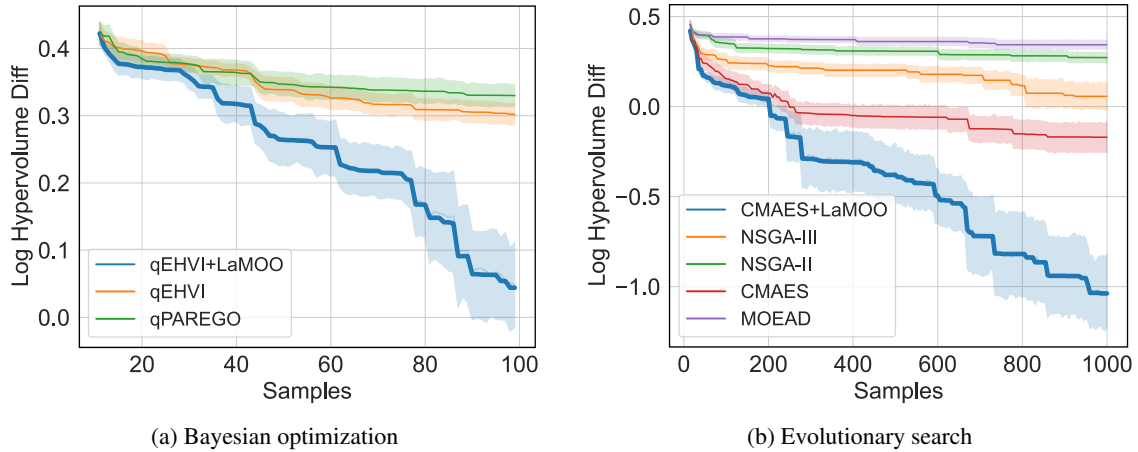 Log Hypervolume Diff
0.4
0.3
0.2
0.1
0.0
qEHVI+LaMOO
qEHVI
qPAREGO
20 40 60 80 100
Samples
(a) Bayesian optimization
Log Hypervolume Diff
0.5
0.0
−0.5
−1.0
CMAES+LaMOO
NSGA-III
NSGA-II
CMAES
MOEAD
0 200 400 600 800 1000
Samples
(b) Evolutionary search